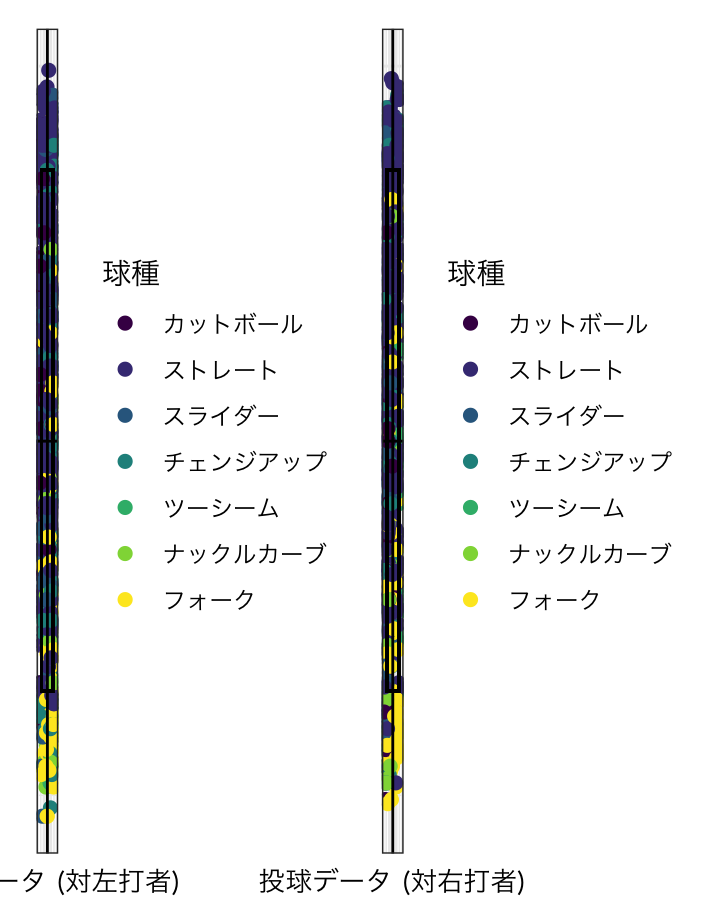 球種
カットボール
ストレート
スライダー
チェンジアップ
ツーシーム
ナックルカーブ
フォーク
ータ (対左打者)
球種
カットボール
ストレート
スライダー
チェンジアップ
ツーシーム
ナックルカーブ
フォーク
投球データ (対右打者)